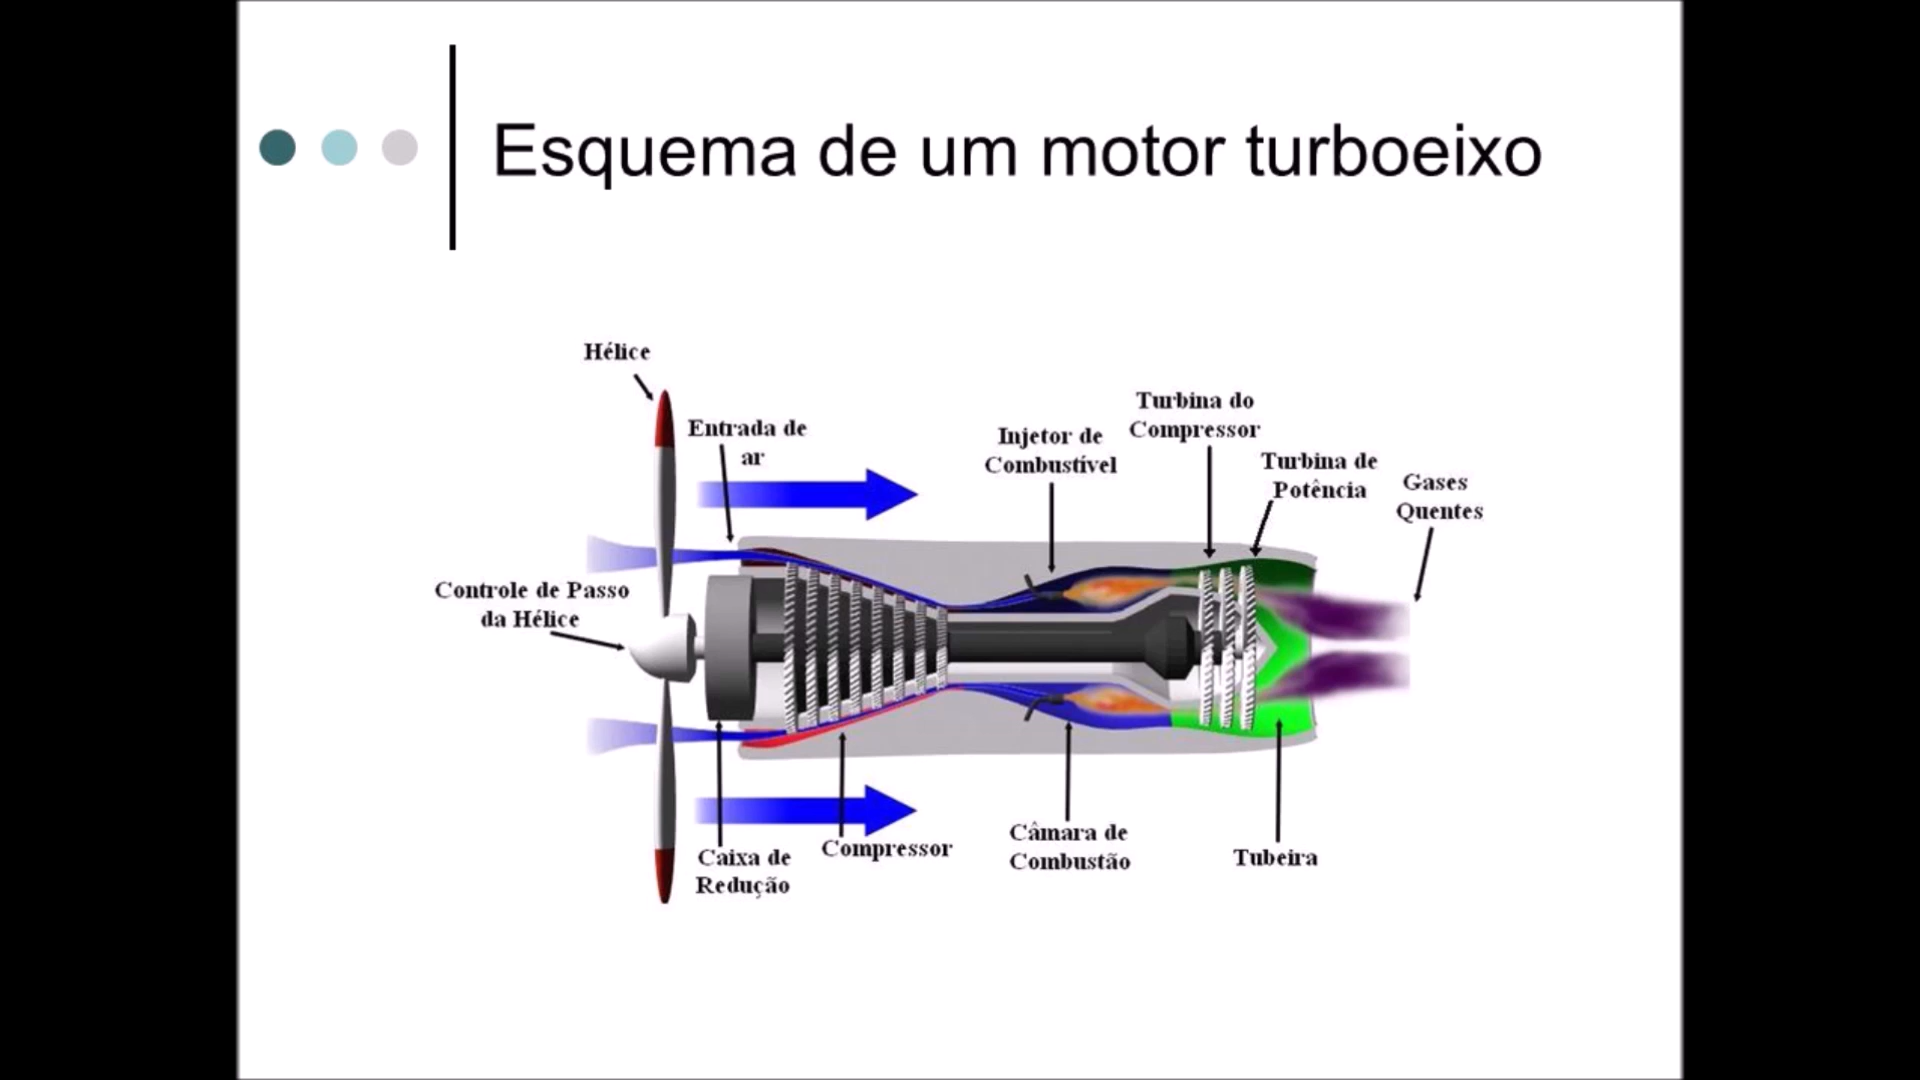 Esquema de um motor turboeixo
Hélice
Entrada de
ar
Injetor de
Combustível
Turbina do
Compressor
Turbina de
Potência
Gases
Quentes
Controle de Passo
da Hélice
Caixa de
Redução
Compressor
Câmara de
Combustão
Tubeira